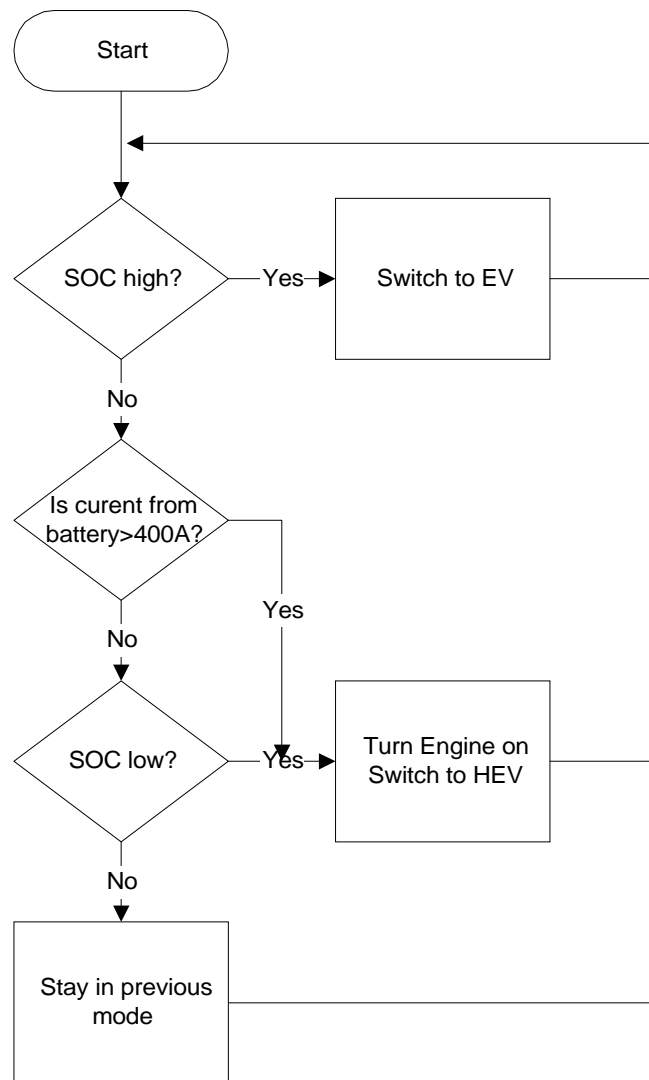 Start
SOC high?
Yes
Switch to EV
No
Is curent from
battery>400A?
Yes
No
SOC low?
Yes
Turn Engine on
Switch to HEV
No
Stay in previous
mode